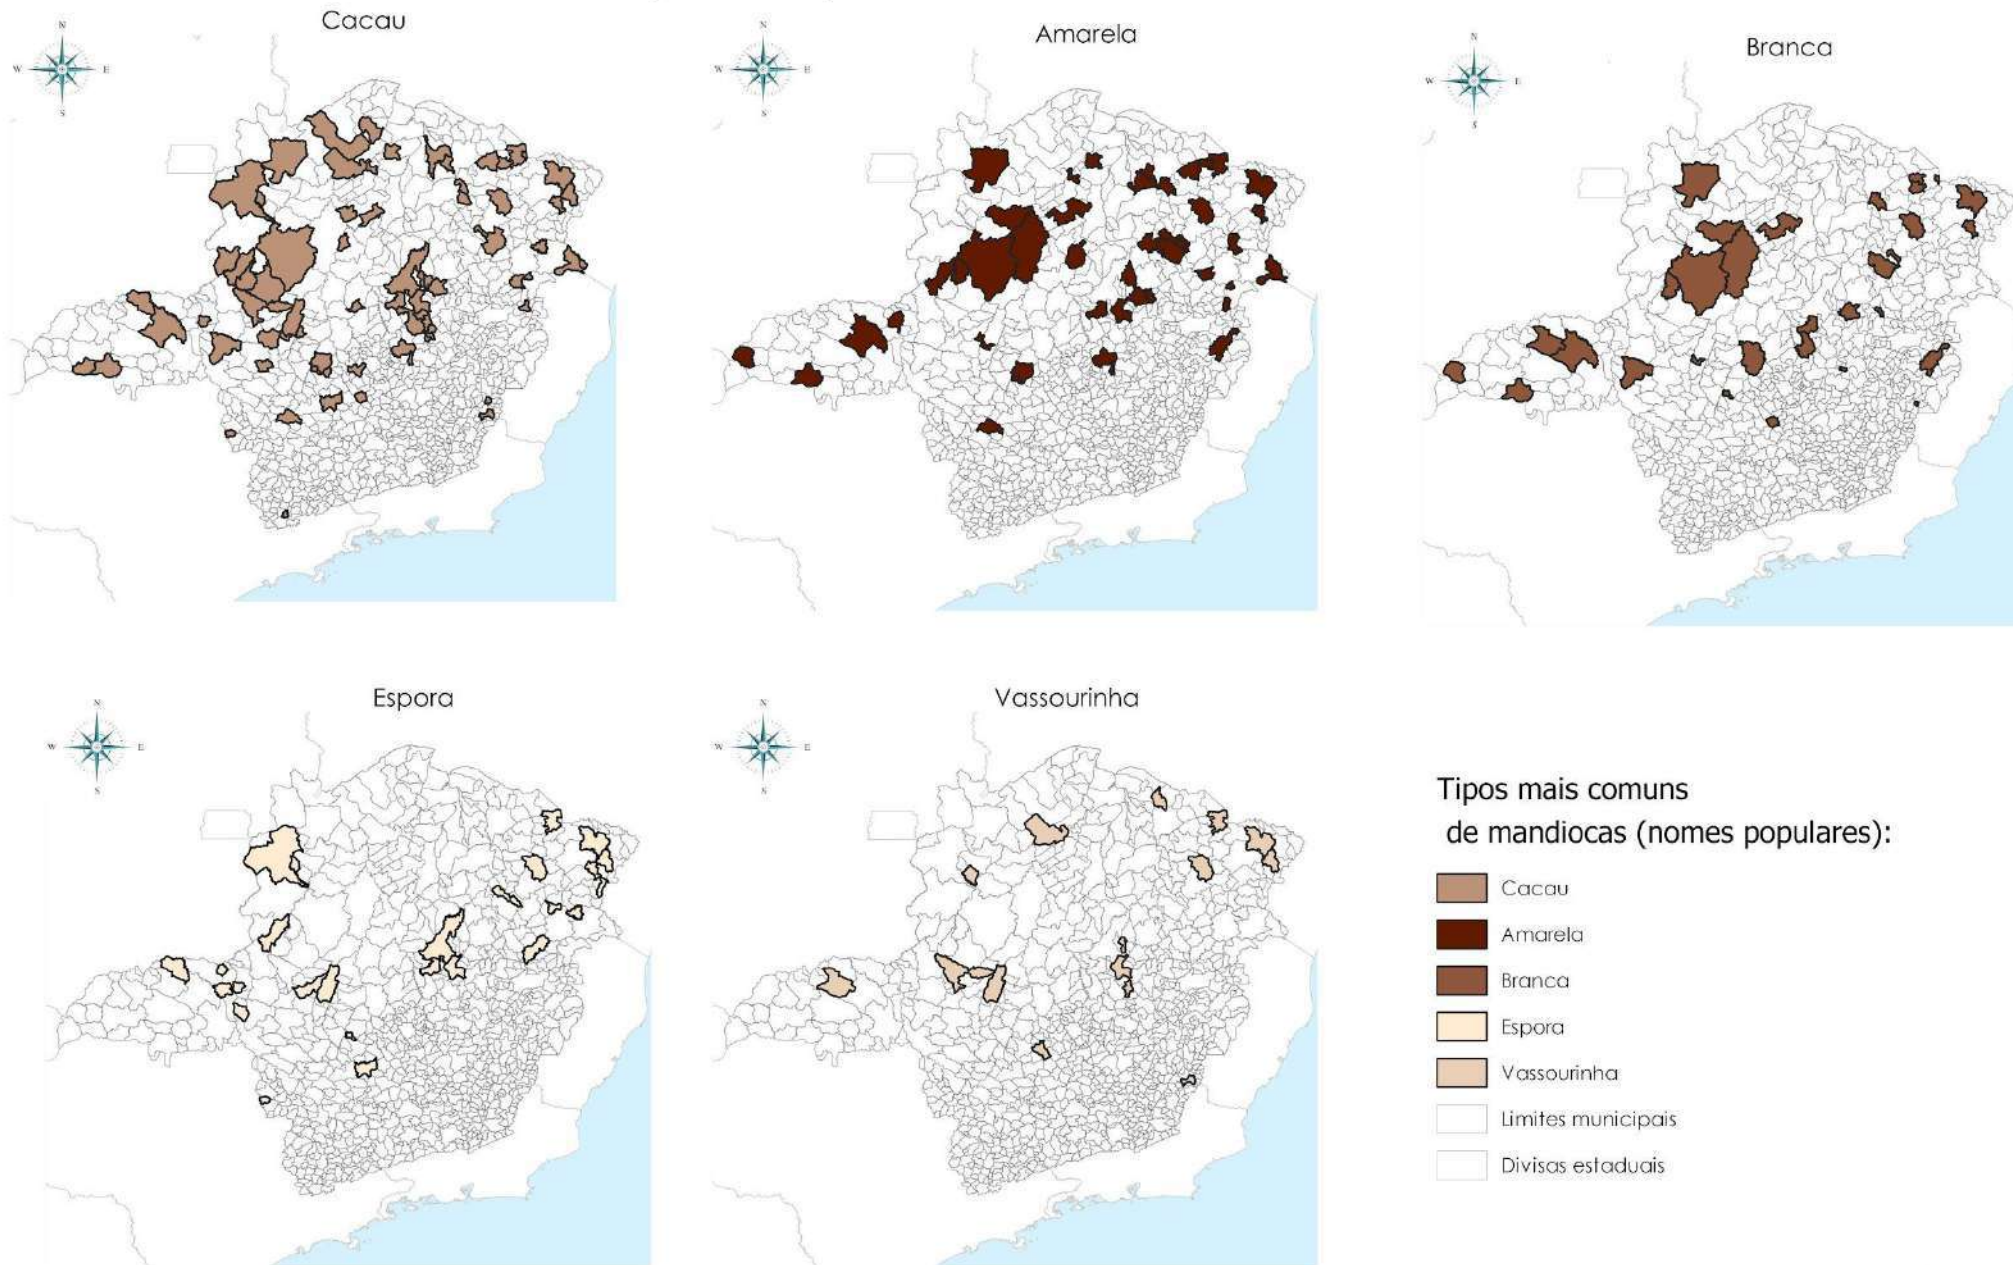 Cacau
Amarela
Branca
N
W
E
S
N
W
E
S
N
W
E
S
Espora
Vassourinha
N
W
E
N
N
W
E
S
Tipos mais comuns
de mandiocas (nomes populares):
Cacau
Amarela
Branca
Espora
Vassourinha
Limites municipais
Divisas estaduais